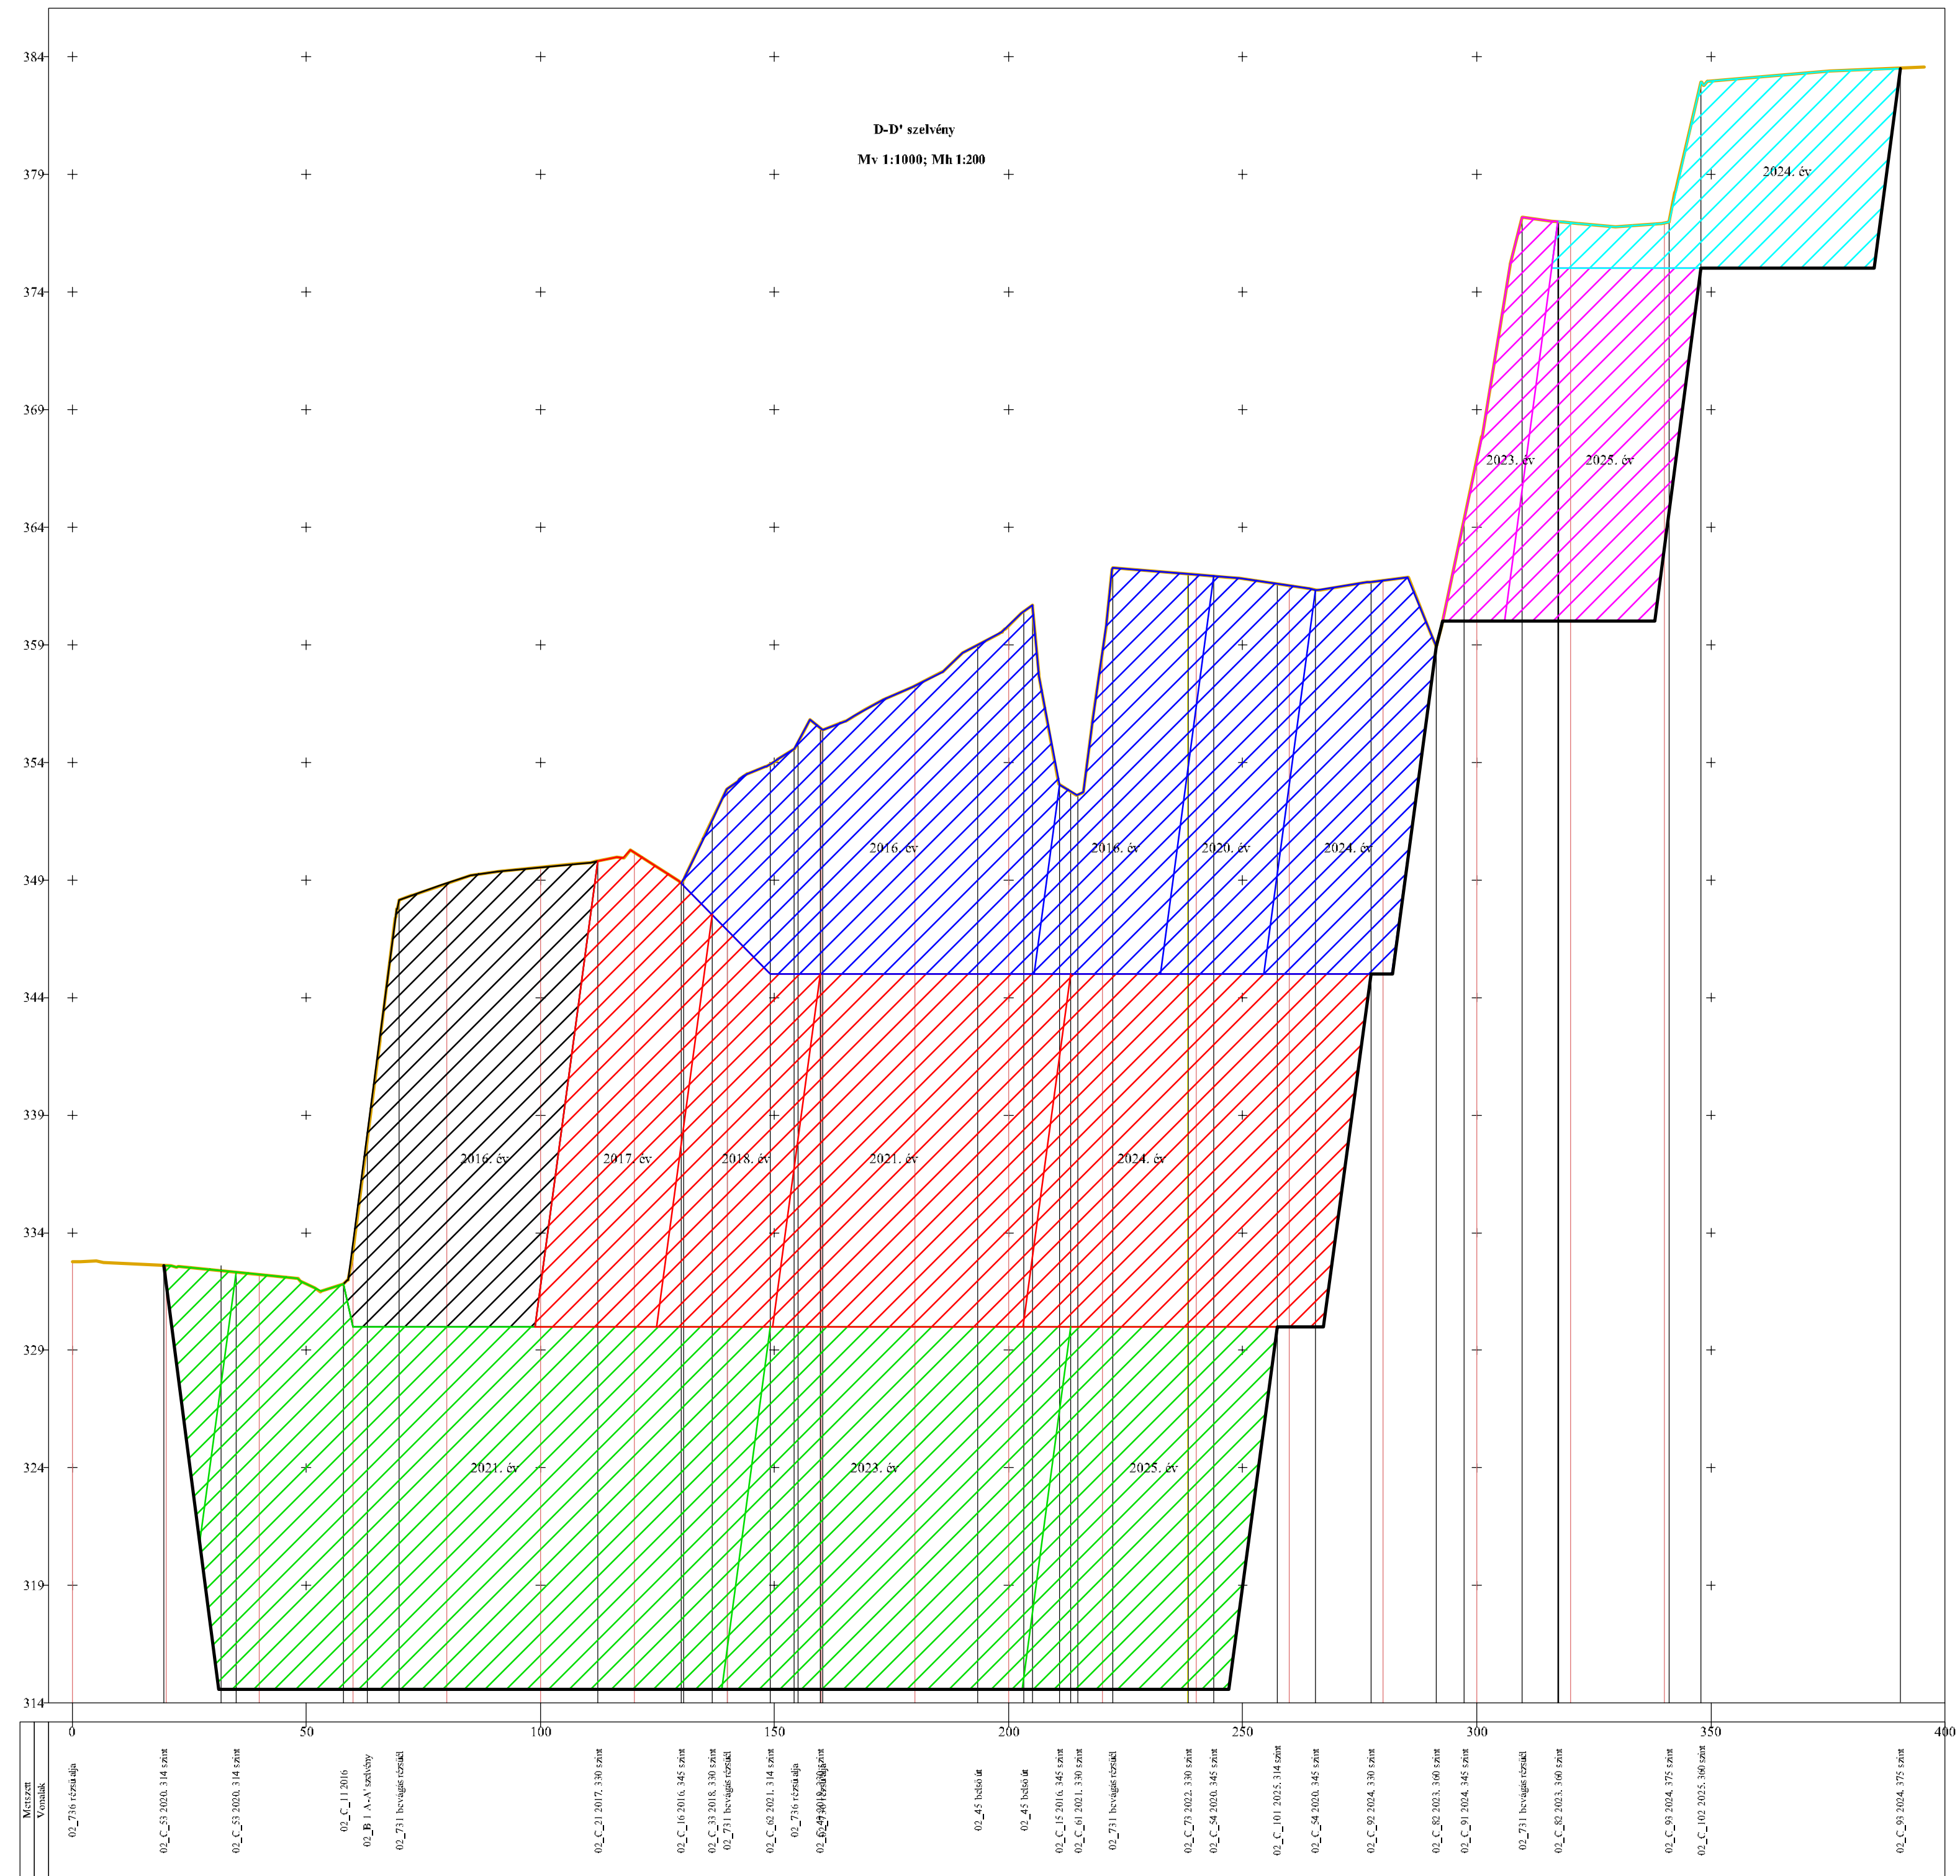 D-D' szelvény
Mv 1:1000; Mh 1:200
384
379
374
369
364
359
354
349
344
339
334
329
324
319
314
2024. év
2023. év
2025. év
2016. év
2016. év
2020. év
2024. év
2016. év
2017. év
2018. év
2021. év
2024. év
2021. év
2023. év
2025. év
0
50
100
150
200
250
300
350
400
Metszett
Vonalak
02_736 rézsű alja
02_C_53 2020, 314 szint
02_C_53 2020, 314 szint
02_C_11 2016
02_B_1 A-A' szelvény
02_731 bevágás rézsűél
02_C_21 2017, 330 szint
02_C_16 2016, 345 szint
02_C_33 2018, 330 szint
02_731 bevágás rézsűél
02_C_62 2021, 314 szint
02_736 rézsű alja
02_45 belső út
02_45 belső út
02_C_15 2016, 345 szint
02_C_61 2021, 330 szint
02_731 bevágás rézsűél
02_C_73 2022, 330 szint
02_C_54 2020, 345 szint
02_C_101 2025, 314 szint
02_C_54 2020, 345 szint
02_C_92 2024, 330 szint
02_C_82 2023, 360 szint
02_C_91 2024, 345 szint
02_731 bevágás rézsűél
02_C_82 2023, 360 szint
02_C_93 2024, 375 szint
02_C_102 2025, 360 szint
02_C_93 2024, 375 szint